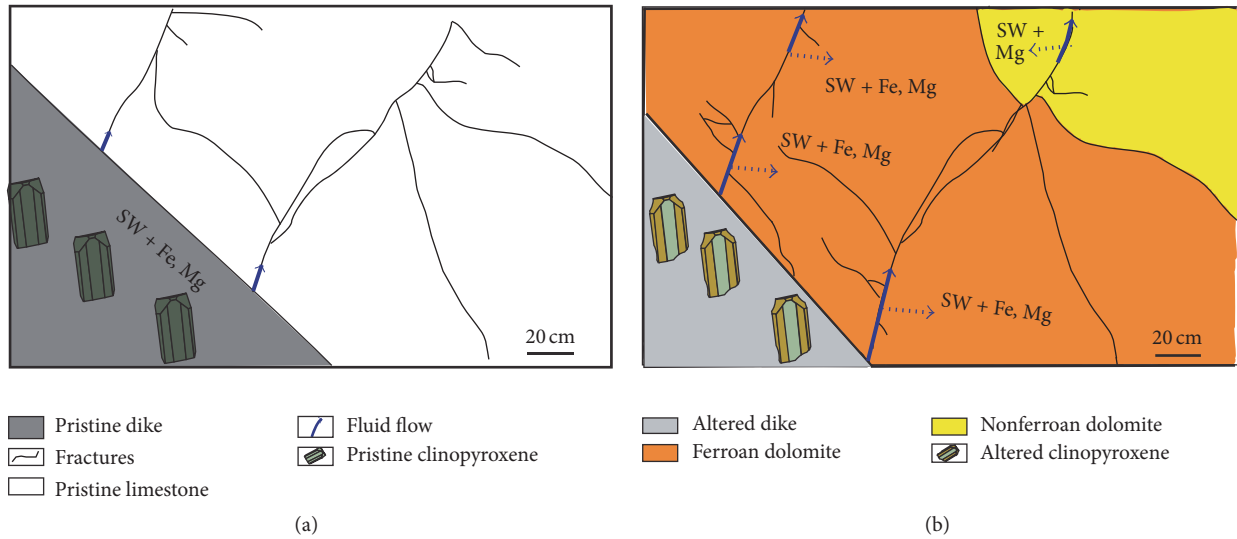 SW + Fe, Mg
20 cm
Pristine dike
Fractures
Pristine limestone
Fluid flow
Pristine clinopyroxene
(a)
SW +
Mg
SW + Fe, Mg
SW + Fe, Mg
SW + Fe, Mg
20 cm
Altered dike
Ferroan dolomite
Nonferroan dolomite
Altered clinopyroxene
(b)